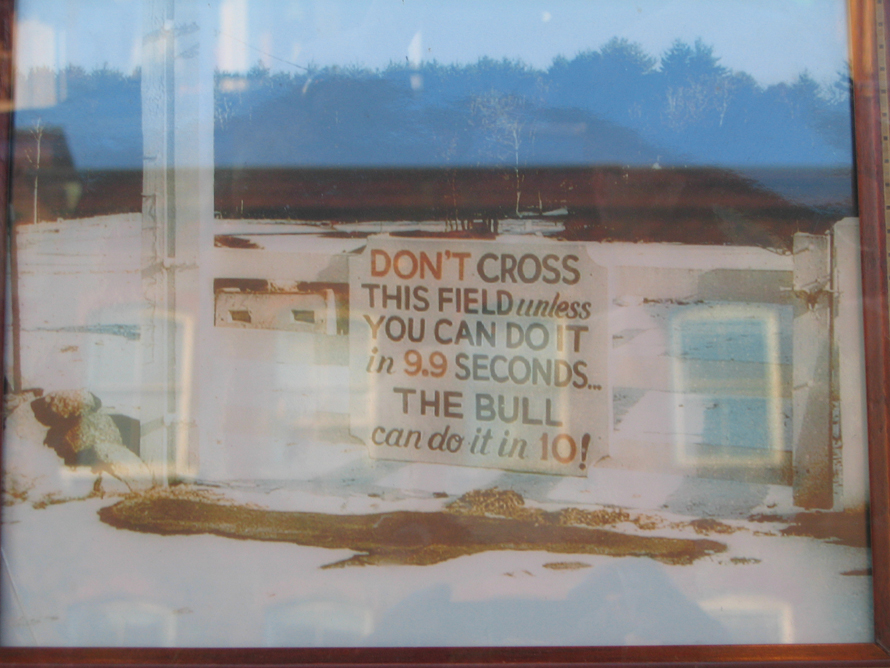 DON'T CROSS
THIS FIELD unless
YOU CAN DO IT
in 9.9 SECONDS...
THE BULL
can do it in 10!